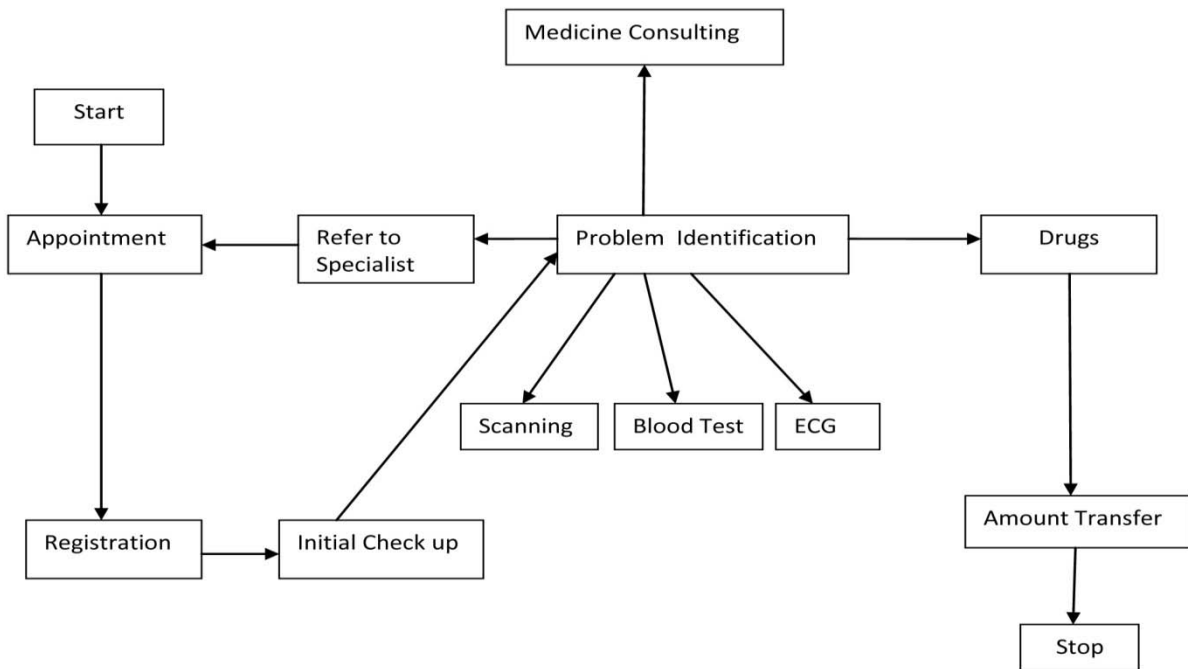 Medicine Consulting
Start
Appointment
Refer to
Specialist
Problem Identification
Drugs
Scanning
Blood Test
ECG
Registration
Initial Check up
Amount Transfer
Stop